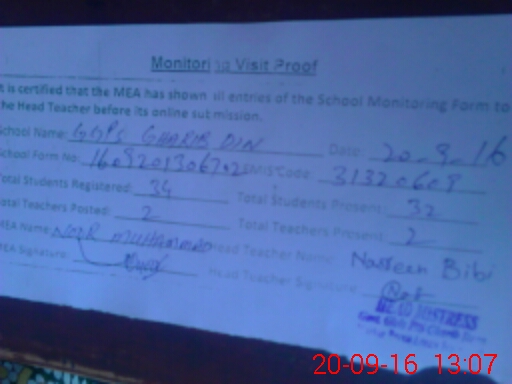 Monitoring Visit Proof
It is certified that the MEA has shown all entries of the School Monitoring Form to
the Head Teacher before its online submission.
School Name: GGPS GHARIB DIN Date: 20-9-16
School Form No: EMIS Code: 31320609
Total Students Registered: 34 Total Students Present: 32
Total Teachers Posted: 2 Total Teachers Present: 2
MEA Name: NOOR MUHAMMAD Head Teacher Name: Nasreen Bibi
MEA Signature: Head Teacher Signature:
HEAD MISTRESS
20-09-16 13:07